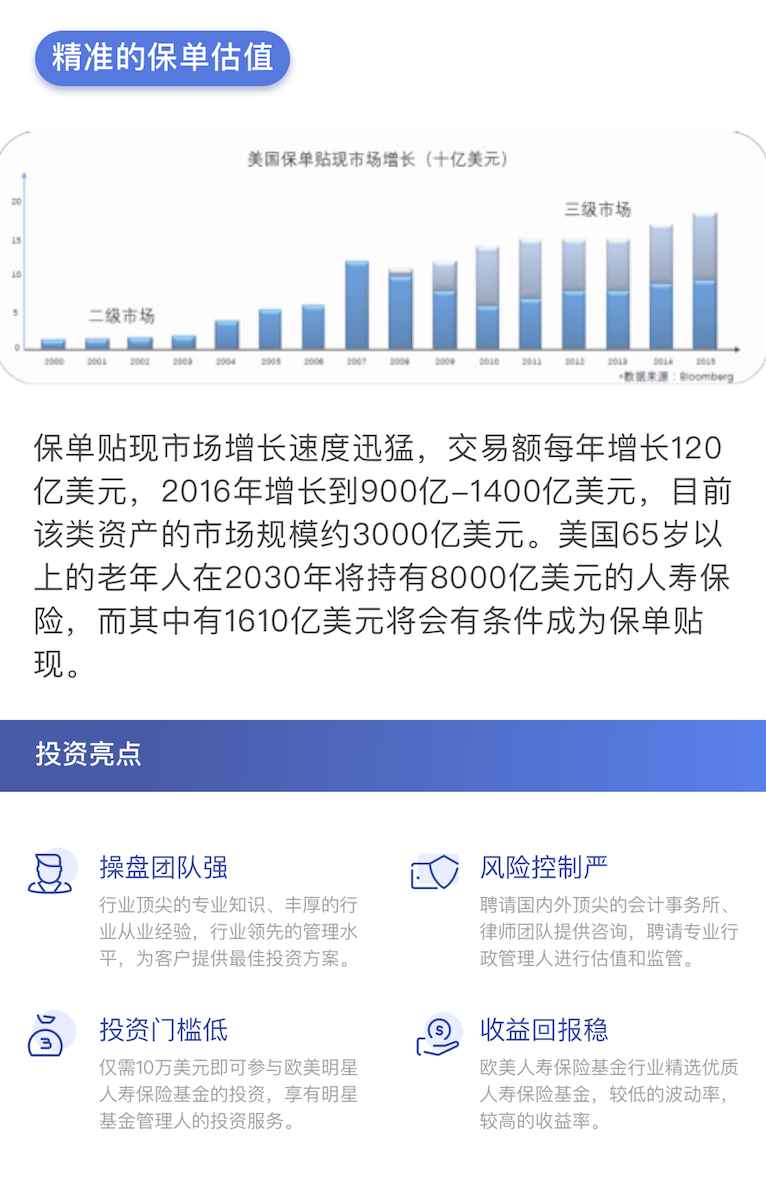 精准的保单估值
美国保单贴现市场增长（十亿美元）
20
三级市场
15
10
二级市场
5
0
2000 2001 2002 2003 2004 2005 2006 2007 2008 2009 2010 2011 2012 2013 2014 2015
*数据来源：Bloomberg
保单贴现市场增长速度迅猛，交易额每年增长120
亿美元，2016年增长到900亿-1400亿美元，目前
该类资产的市场规模约3000亿美元。美国65岁以
上的老年人在2030年将持有8000亿美元的人寿保
险，而其中有1610亿美元将会有条件成为保单贴
现。
投资亮点
操盘团队强
行业顶尖的专业知识、丰厚的行
业从业经验，行业领先的管理水
平，为客户提供最佳投资方案。
风险控制严
聘请国内外顶尖的会计事务所、
律师团队提供咨询，聘请专业行
政管理人进行估值和监管。
3
投资门槛低
仅需10万美元即可参与欧美明星
人寿保险基金的投资，享有明星
基金管理人的投资服务。
S
收益回报稳
欧美人寿保险基金行业精选优质
人寿保险基金，较低的波动率，
较高的收益率。